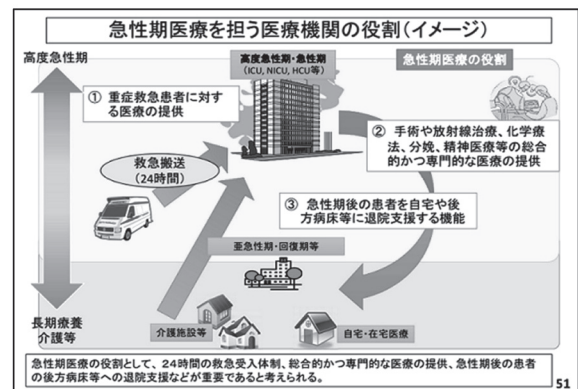 急性期医療を担う医療機関の役割(イメージ)
高度急性期
高度急性期・急性期
(ICU, NICU, HCU等)
急性期医療の役割
① 重症救急患者に対す
る医療の提供
② 手術や放射線治療、化学療
法、分娩、精神医療等の総合
的かつ専門的な医療の提供
救急搬送
(24時間)
③ 急性期後の患者を自宅や後
方病床等に退院支援する機能
亜急性期・回復期等
長期療養
介護等
介護施設等
自宅・在宅医療
急性期医療の役割として、24時間の救急受入体制、総合的かつ専門的な医療の提供、急性期後の患者
の後方病床等への退院支援などが重要であると考えられる。
51